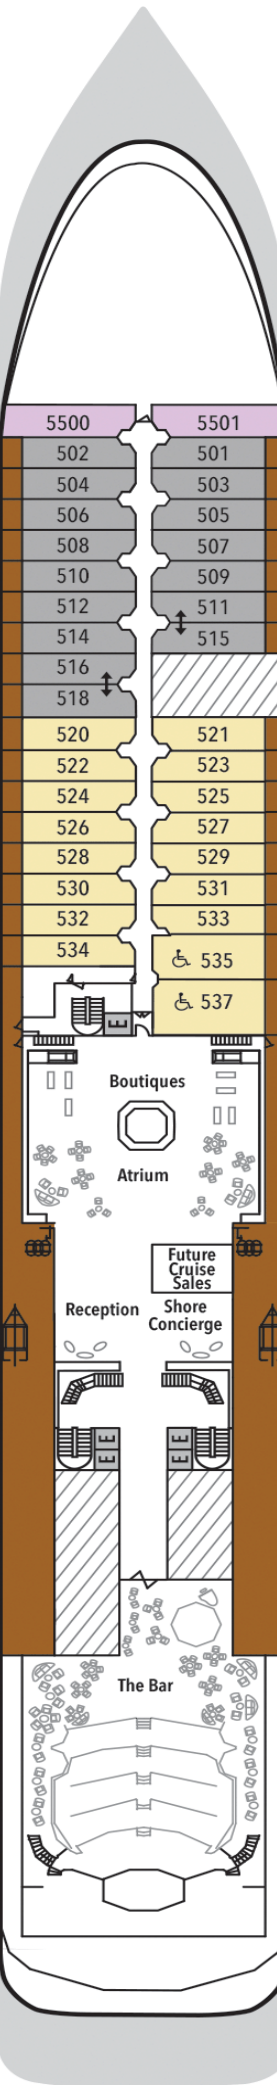 5500 5501
502 501
504 503
506 505
508 507
510 509
512 511
514 515
516
518
520 521
522 523
524 525
526 527
528 529
530 531
532 533
534 535
537
E
Boutiques
Atrium
Future
Cruise
Sales
Reception Shore
Concierge
E E
E E
The Bar